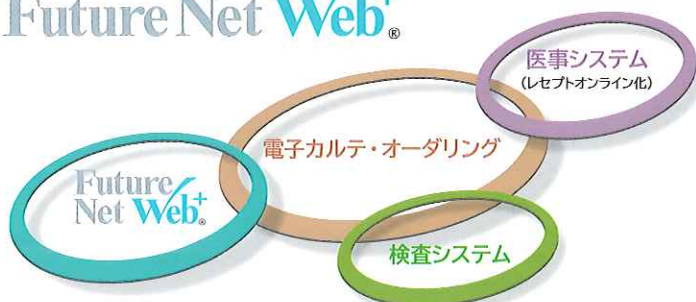 Future Net Web+®
医事システム
(レセプトオンライン化)
電子カルテ・オーダリング
Future
Net Web+®
検査システム